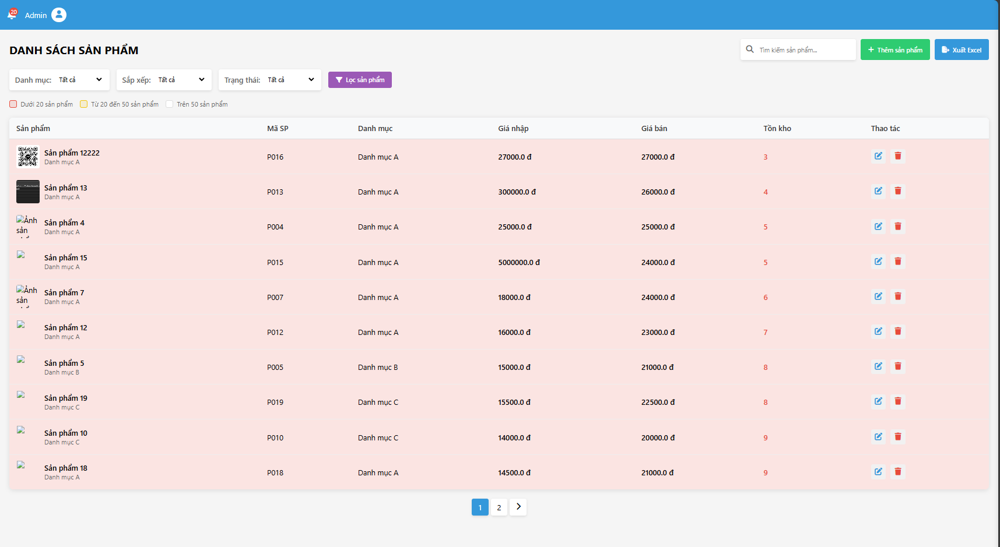 20
Admin
DANH SÁCH SẢN PHẨM
Tìm kiếm sản phẩm...
Thêm sản phẩm
Xuất Excel
Danh mục: Tất cả
Sắp xếp: Tất cả
Trạng thái: Tất cả
Lọc sản phẩm
Dưới 20 sản phẩm Từ 20 đến 50 sản phẩm Trên 50 sản phẩm
Sản phẩm Mã SP Danh mục Giá nhập Giá bán Tồn kho Thao tác
Sản phẩm 12222
Danh mục A
P016 Danh mục A 27000.0 đ 27000.0 đ 3
Sản phẩm 13
Danh mục A
P013 Danh mục A 300000.0 đ 26000.0 đ 4
Ảnh
sản
Sản phẩm 4
Danh mục A
P004 Danh mục A 25000.0 đ 25000.0 đ 5
Sản phẩm 15
Danh mục A
P015 Danh mục A 5000000.0 đ 24000.0 đ 5
Ảnh
sản
Sản phẩm 7
Danh mục A
P007 Danh mục A 18000.0 đ 24000.0 đ 6
Sản phẩm 12
Danh mục A
P012 Danh mục A 16000.0 đ 23000.0 đ 7
Sản phẩm 5
Danh mục B
P005 Danh mục B 15000.0 đ 21000.0 đ 8
Sản phẩm 19
Danh mục C
P019 Danh mục C 15500.0 đ 22500.0 đ 8
Sản phẩm 10
Danh mục C
P010 Danh mục C 14000.0 đ 20000.0 đ 9
Sản phẩm 18
Danh mục A
P018 Danh mục A 14500.0 đ 21000.0 đ 9
1 2